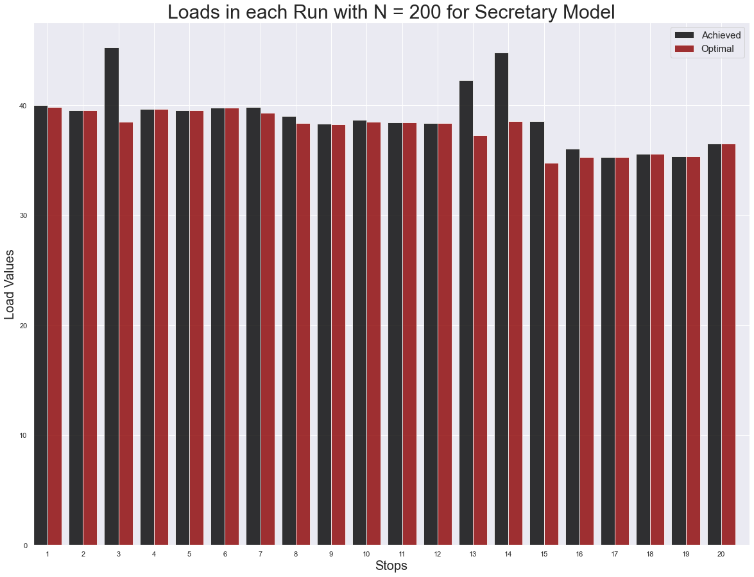 Loads in each Run with N = 200 for Secretary Model
Achieved
Optimal
Load Values
40
30
20
10
0
1 2 3 4 5 6 7 8 9 10 11 12 13 14 15 16 17 18 19 20
Stops